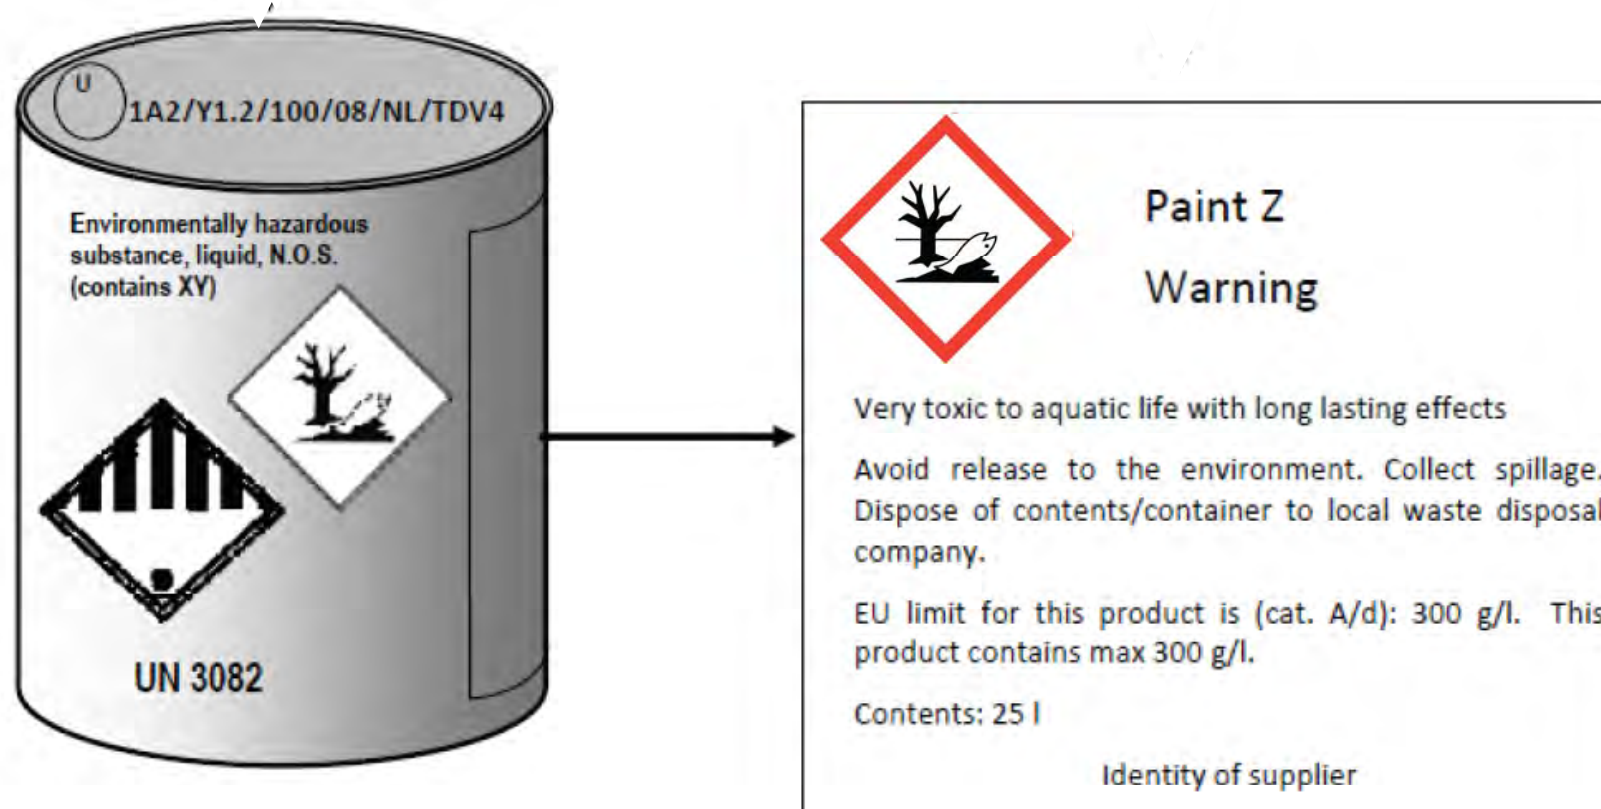 U
1A2/Y1.2/100/08/NL/TDV4
Environmentally hazardous
substance, liquid, N.O.S.
(contains XY)
UN 3082
Paint Z
Warning
Very toxic to aquatic life with long lasting effects
Avoid release to the environment. Collect spillage.
Dispose of contents/container to local waste disposal
company.
EU limit for this product is (cat. A/d): 300 g/l. This
product contains max 300 g/l.
Contents: 25 l
Identity of supplier